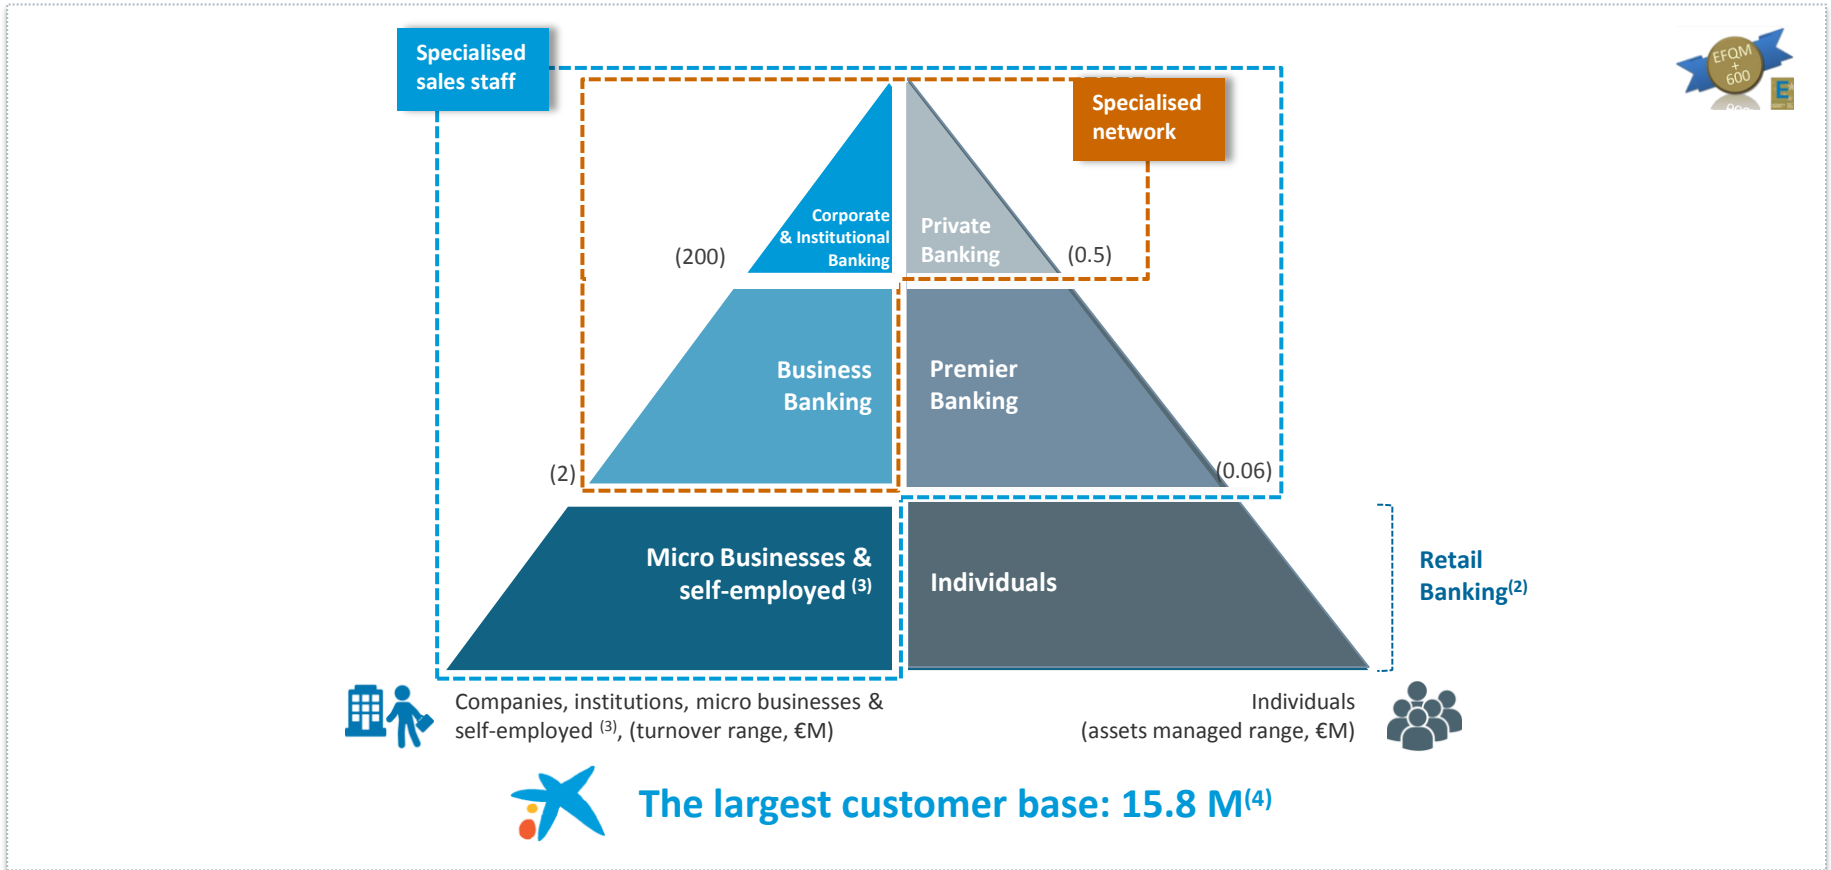 Specialised
sales staff
EFQM
+
600
E
Specialised
network
Corporate
& Institutional
Banking
Private
Banking
(200)
(0.5)
Business
Banking
Premier
Banking
(2)
(0.06)
Micro Businesses &
self-employed (3)
Individuals
Retail
Banking(2)
Companies, institutions, micro businesses &
self-employed (3), (turnover range, €M)
Individuals
(assets managed range, €M)
The largest customer base: 15.8 M(4)